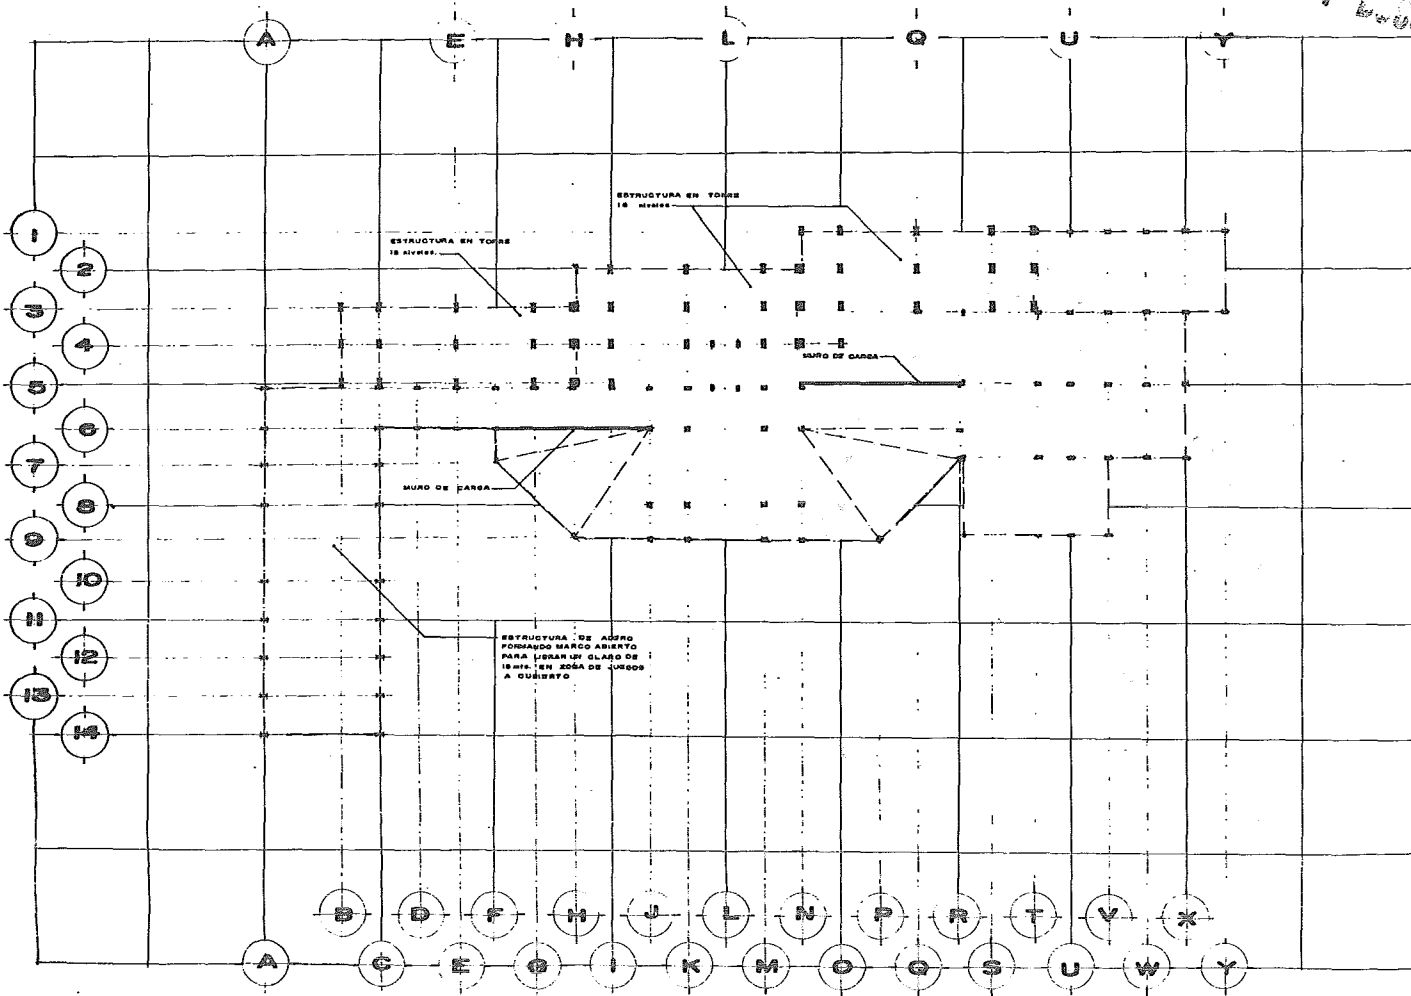 A E H L Q U Y
ESTRUCTURA EN TORRE
16 niveles
ESTRUCTURA EN TORRE
12 niveles
1
2
3
4
MURO DE CARGA
5
6
7
MURO DE CARGA
8
9
10
11
ESTRUCTURA DE ACERO
FORMANDO MARCO ABIERTO
PARA LIBRAR UN CLARO DE
18 mts. EN ZONA DE JUEGOS
A CUBIERTO
12
13
14
B D F H J L N P R T V X
A C E G I K M O Q S U W Y